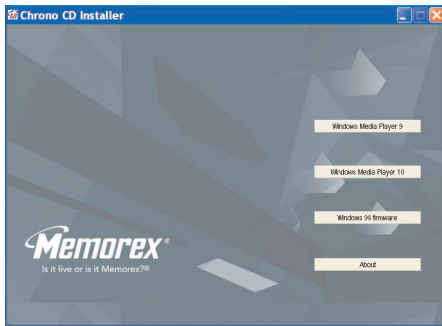 Chrono CD Installer
Windows Media Player 9
Windows Media Player 10
Windows 98 firmware
About
Memorex®
Is it live or is it Memorex?®